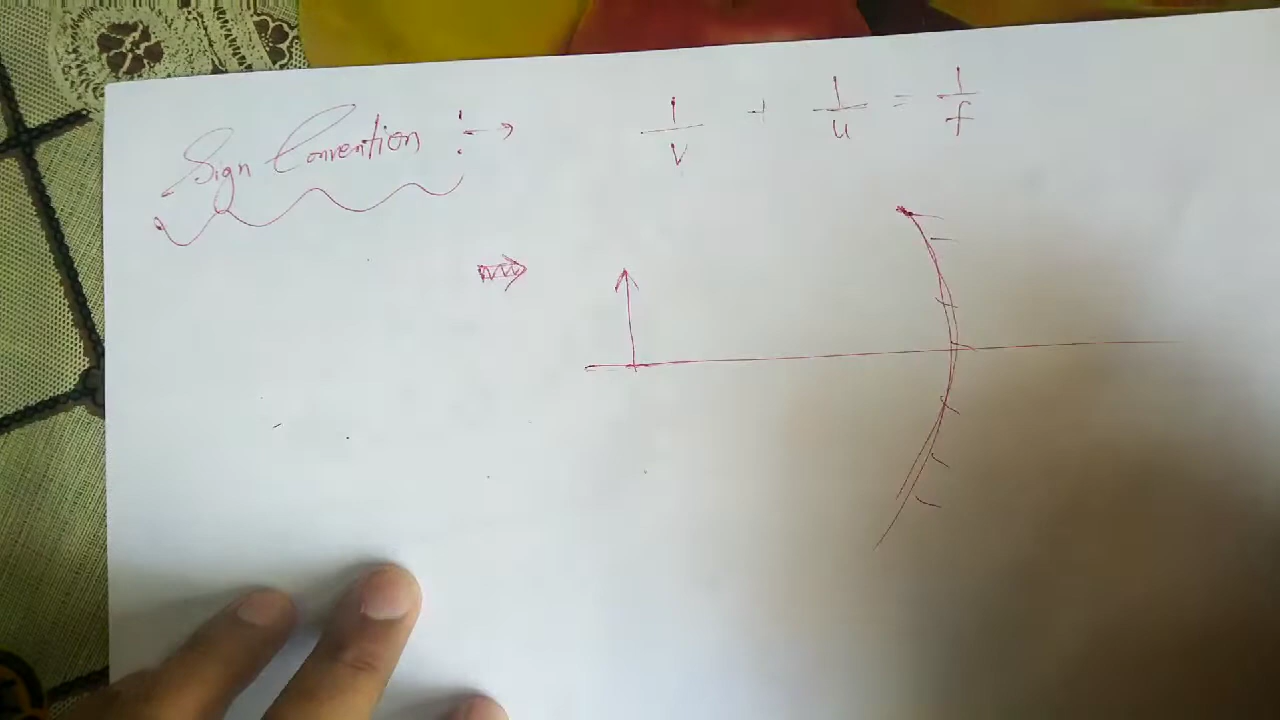 Sign Convention :→
1/v + 1/u = 1/f